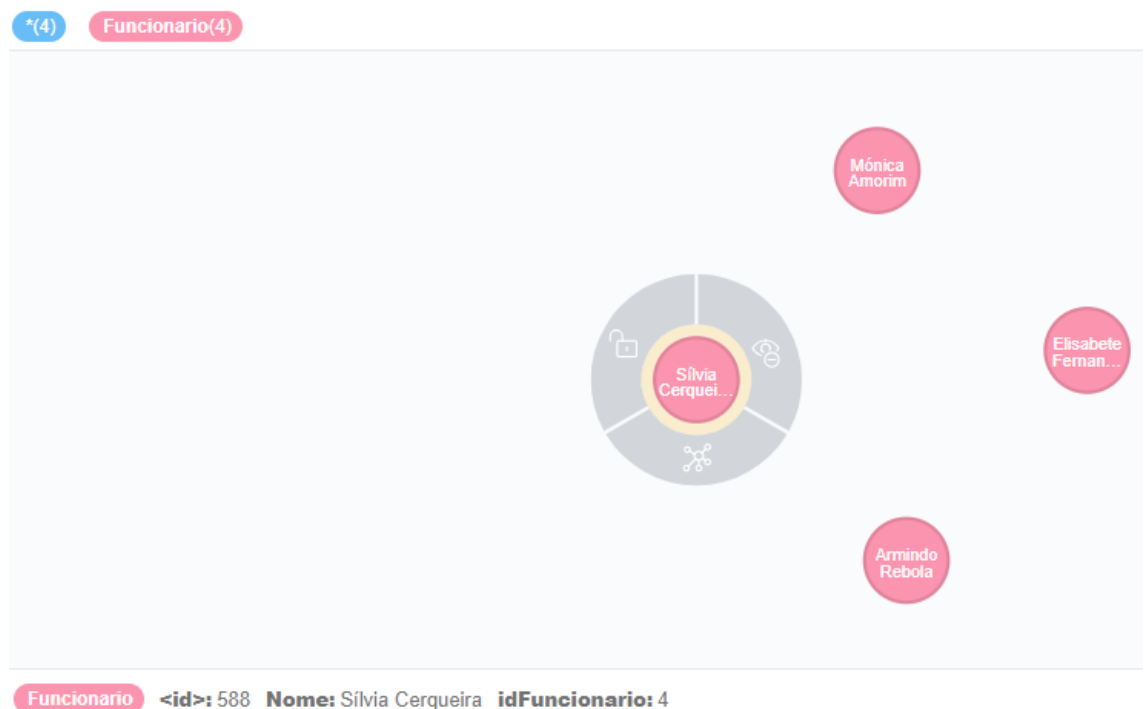 *(4) Funcionario(4)
Mónica
Amorim
Elisabete
Fernan...
Sílvia
Cerquei...
Armindo
Rebola
Funcionario <id>: 588 Nome: Sílvia Cerqueira idFuncionario: 4